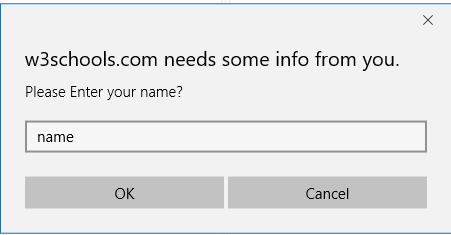 w3schools.com needs some info from you.
Please Enter your name?
name
OK
Cancel